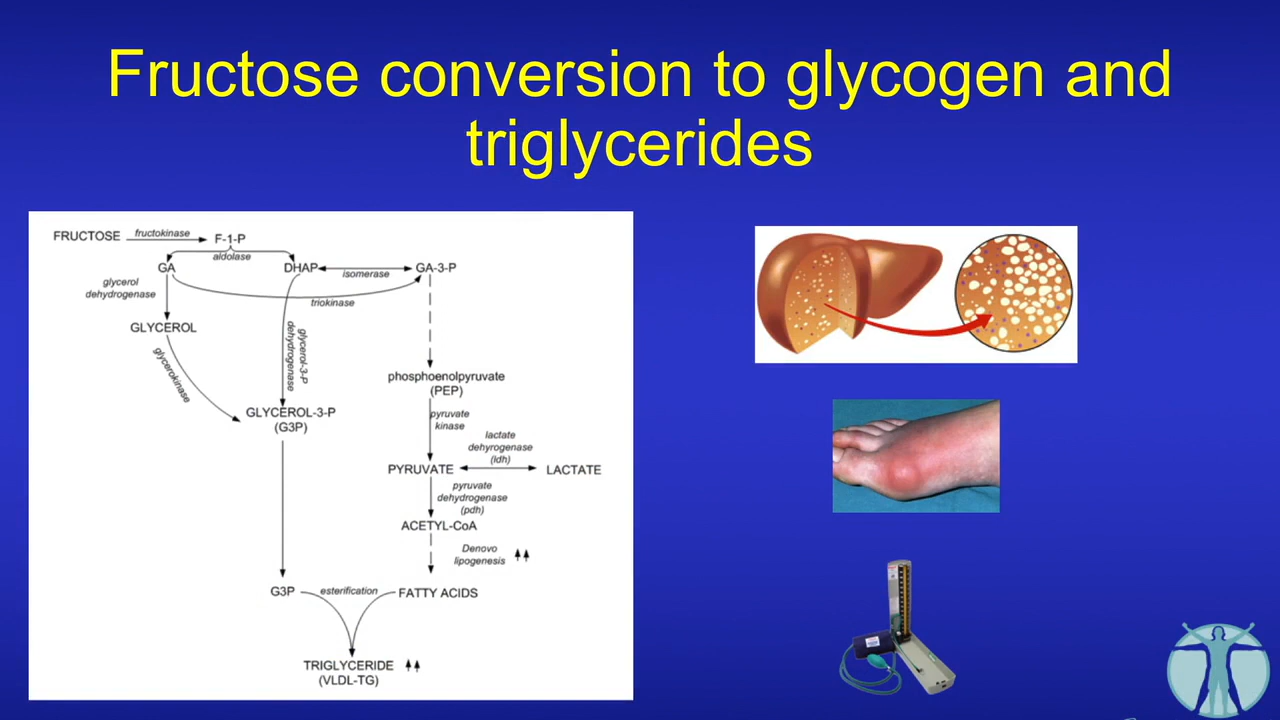 Fructose conversion to glycogen and
triglycerides
FRUCTOSE
fructokinase
F-1-P
aldolase
GA
DHAP
isomerase
GA-3-P
glycerol
dehydrogenase
triokinase
GLYCEROL
glycerokinase
glycerol-3-P
dehydrogenase
phosphoenolpyruvate
(PEP)
GLYCEROL-3-P
(G3P)
pyruvate
kinase
lactate
dehyrogenase
(ldh)
PYRUVATE
LACTATE
pyruvate
dehydrogenase
(pdh)
ACETYL-CoA
Denovo
lipogenesis
G3P
esterification
FATTY ACIDS
TRIGLYCERIDE
(VLDL-TG)